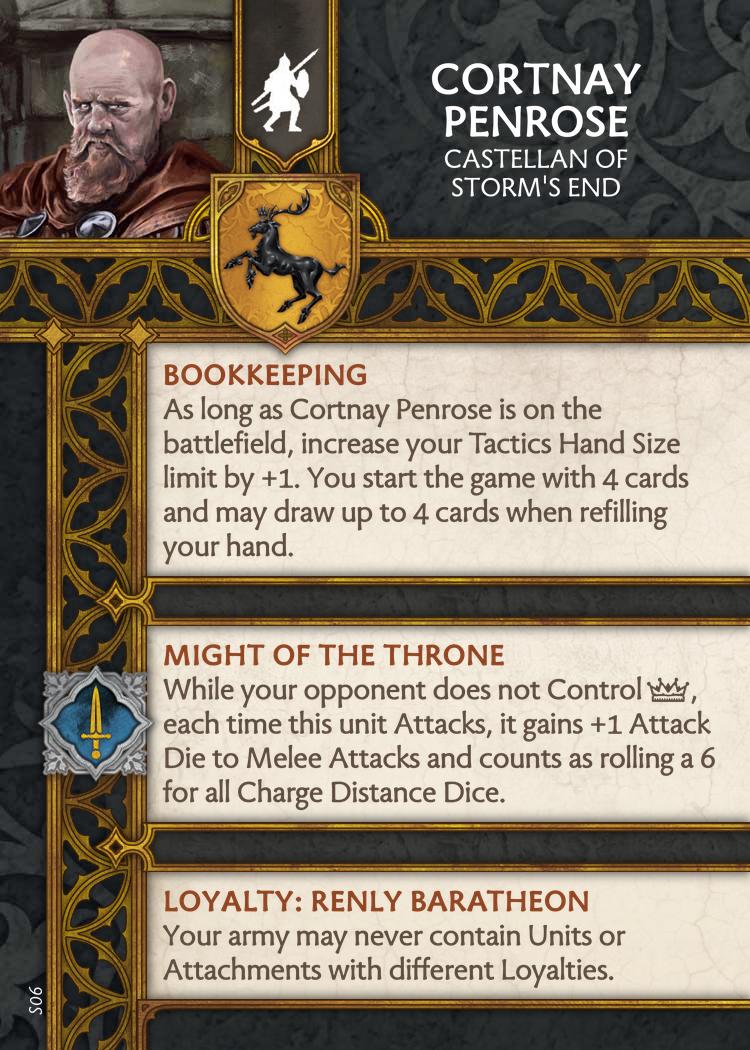 CORTNAY
PENROSE
CASTELLAN OF
STORM'S END
BOOKKEEPING
As long as Cortnay Penrose is on the
battlefield, increase your Tactics Hand Size
limit by +1. You start the game with 4 cards
and may draw up to 4 cards when refilling
your hand.
MIGHT OF THE THRONE
While your opponent does not Control ,
each time this unit Attacks, it gains +1 Attack
Die to Melee Attacks and counts as rolling a 6
for all Charge Distance Dice.
LOYALTY: RENLY BARATHEON
Your army may never contain Units or
Attachments with different Loyalties.
S06